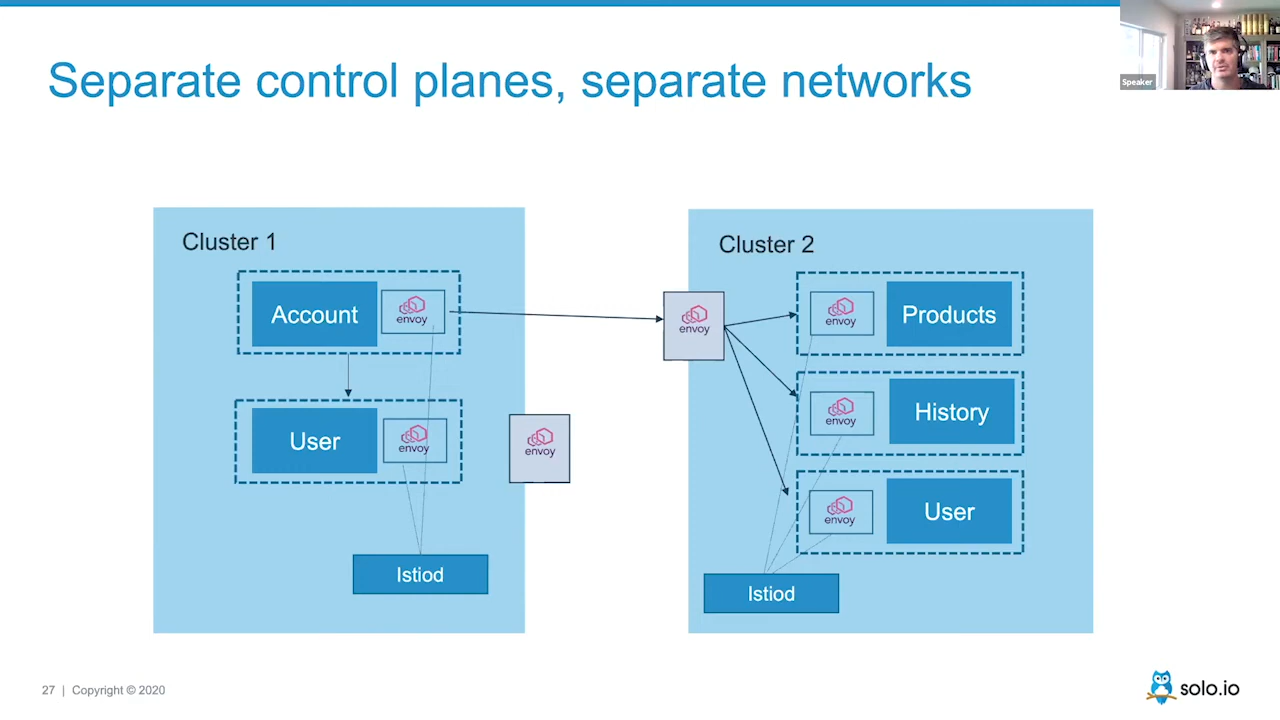 Separate control planes, separate networks
Speaker
Cluster 1
Account
envoy
User
envoy
Istiod
envoy
envoy
Cluster 2
envoy
Products
envoy
History
envoy
User
Istiod
27 | Copyright © 2020
solo.io